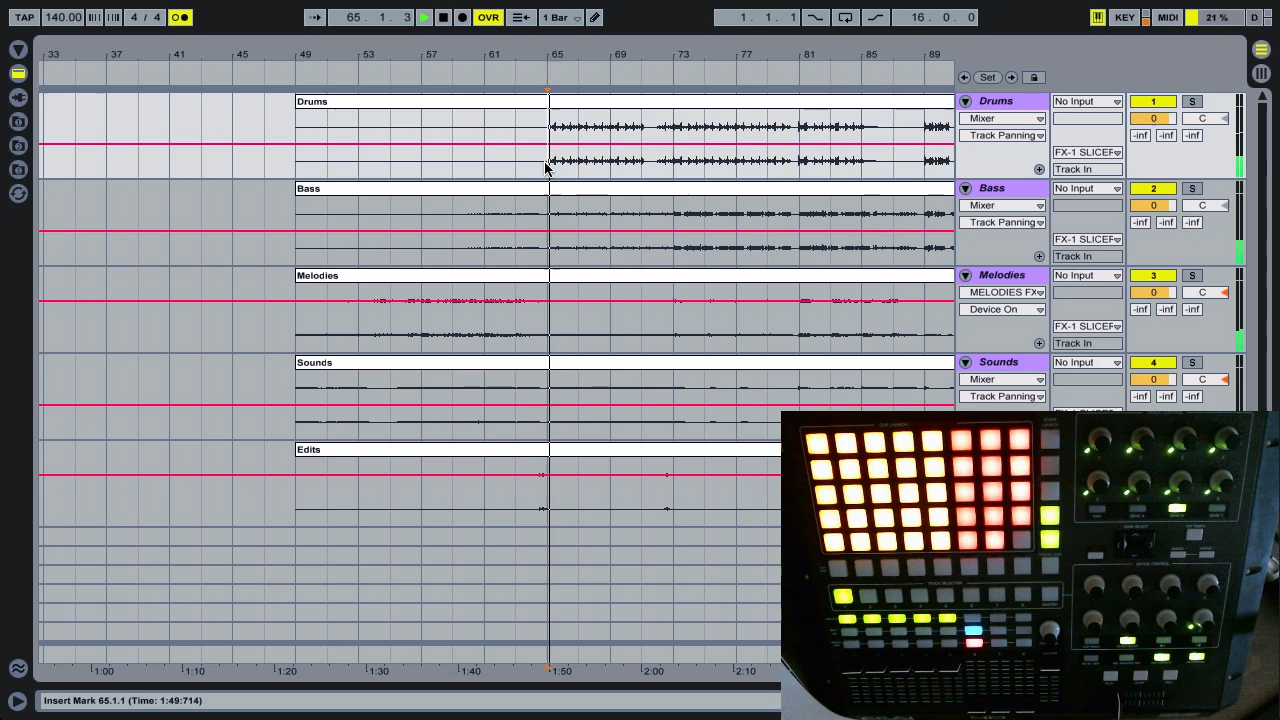 TAP 140.00 4 / 4 65. 1. 3 OVR 1 Bar 1. 1. 1 16. 0. 0 KEY MIDI 21 % D
33 37 41 45 49 53 57 61 65 69 73 77 81 85 89
Set
Drums Drums No Input 1 S
Mixer 0 C
Track Panning -inf -inf -inf
FX-1 SLICEF
Track In
Bass Bass No Input 2 S
Mixer 0 C
Track Panning -inf -inf -inf
FX-1 SLICEF
Track In
Melodies Melodies No Input 3 S
MELODIES FX 0 C
Device On -inf -inf -inf
FX-1 SLICEF
Track In
Sounds Sounds No Input 4 S
Mixer 0 C
Track Panning -inf -inf -inf
Edits
1:00 1:10 1:20 1:30 1:40 1:50 2:00 2:10
Insert Mark 65.1.1 (Time: